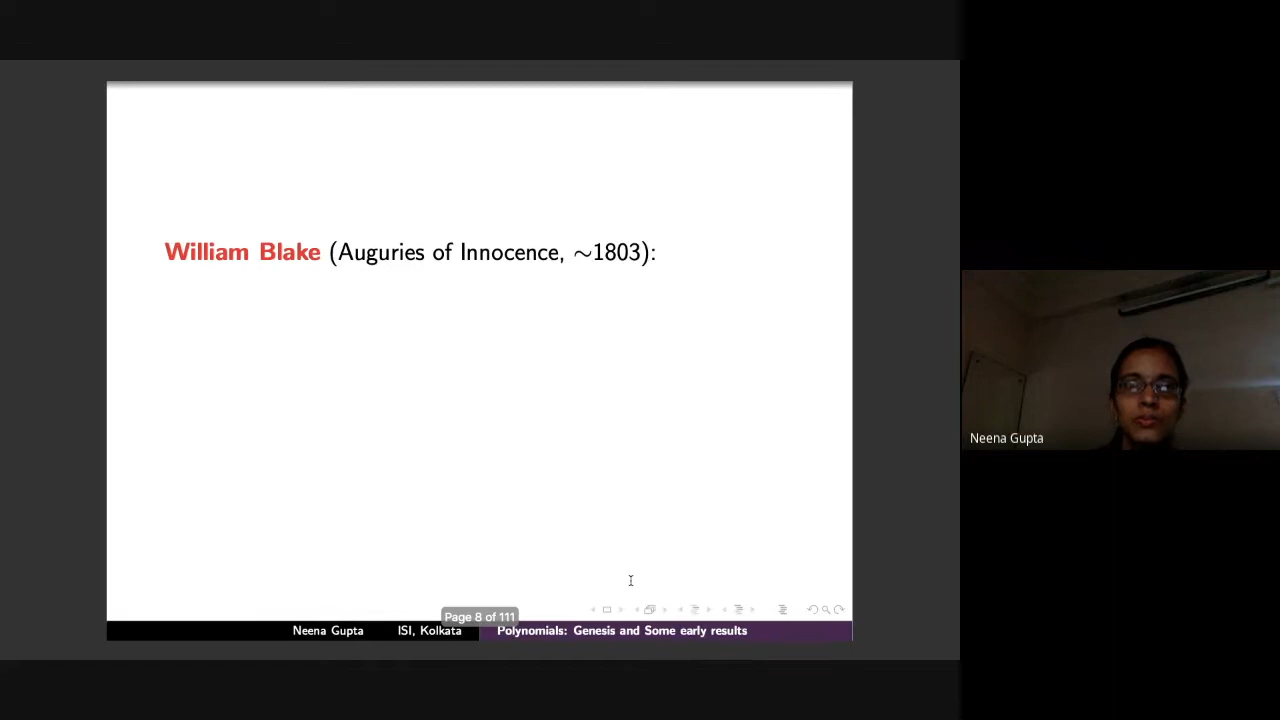 William Blake (Auguries of Innocence, ~1803):
Neena Gupta
Page 8 of 111
Neena Gupta ISI, Kolkata Polynomials: Genesis and Some early results